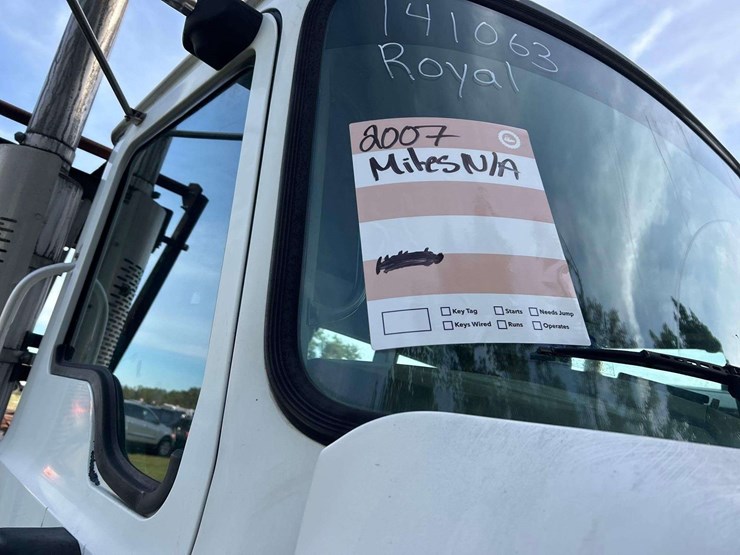 141063
Royal
2007
Miles N/A
Key Tag Starts Needs Jump
Keys Wired Runs Operates